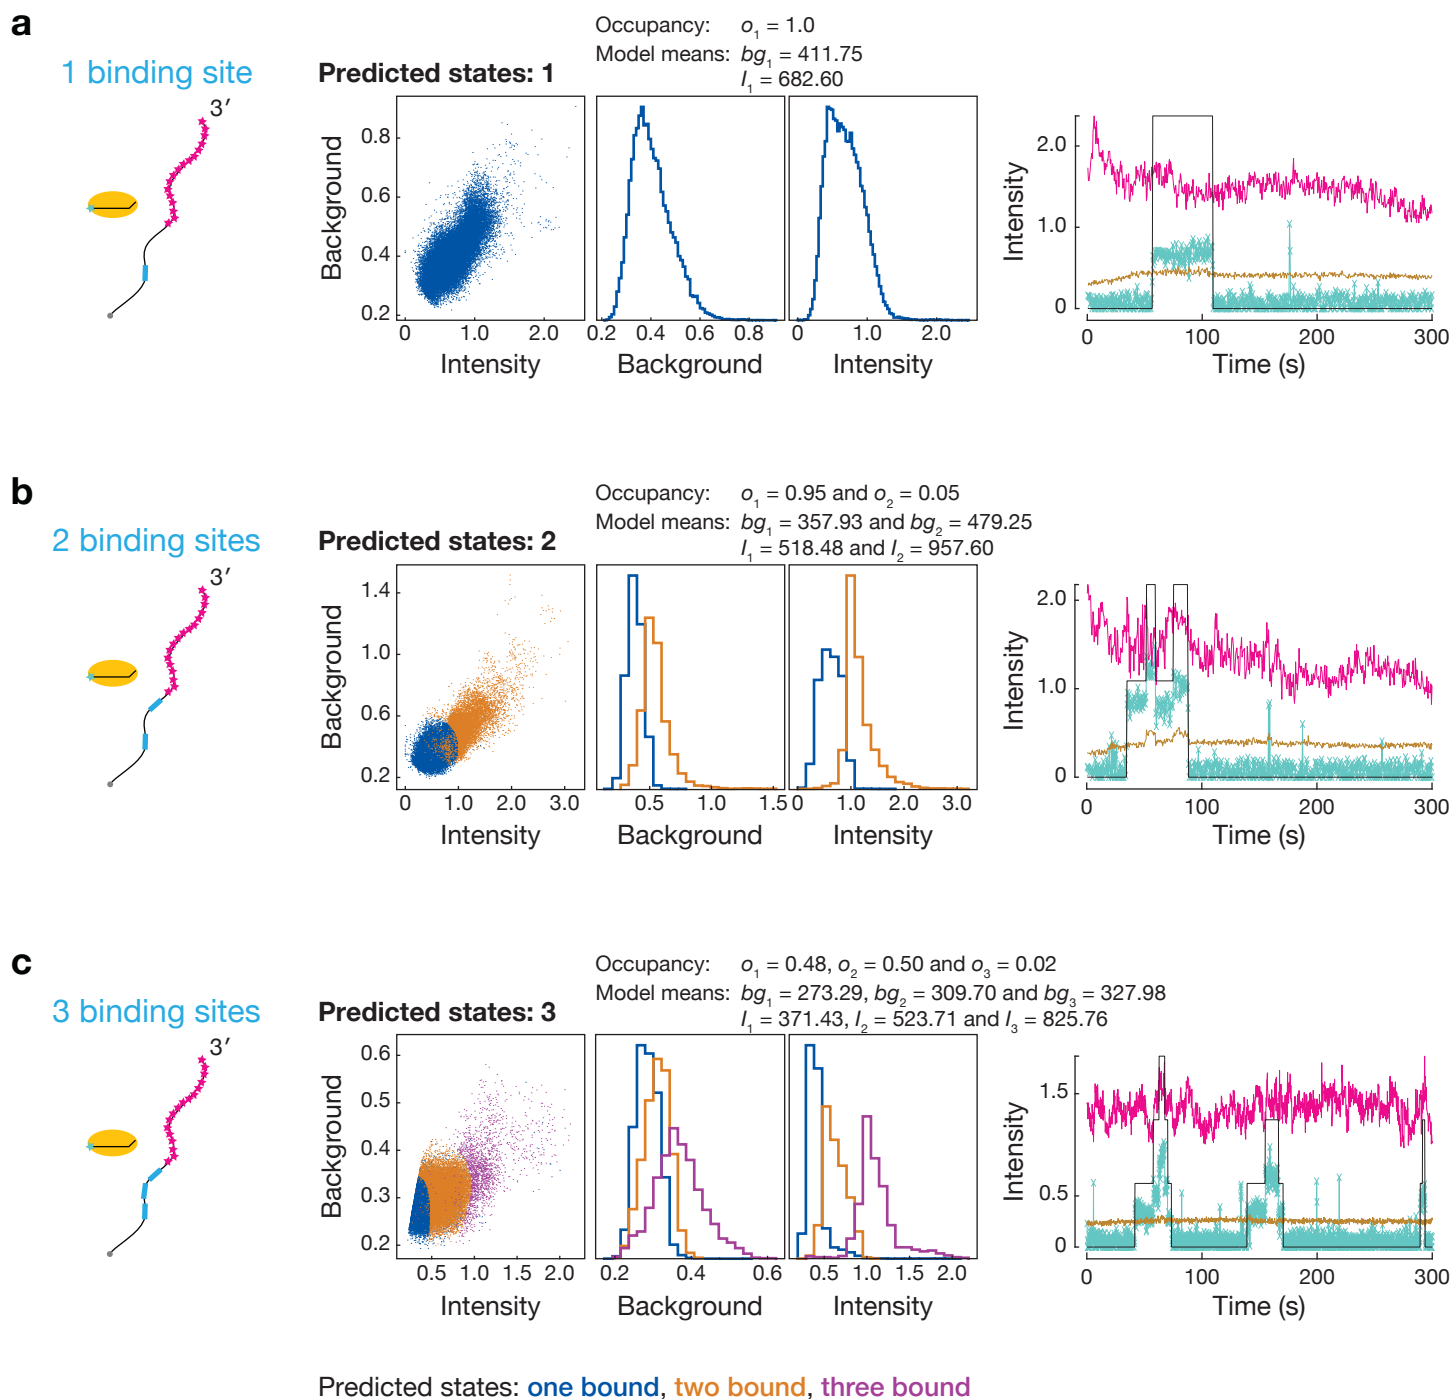 a
1 binding site
3′
Predicted states: 1
Occupancy: o1 = 1.0
Model means: bg1 = 411.75
I1 = 682.60
Background
0.8
0.6
0.4
0.2
0 1.0 2.0
Intensity
0.2 0.4 0.6 0.8
Background
0 1.0 2.0
Intensity
Intensity
2.0
1.0
0
0 100 200 300
Time (s)
b
2 binding sites
3′
Predicted states: 2
Occupancy: o1 = 0.95 and o2 = 0.05
Model means: bg1 = 357.93 and bg2 = 479.25
I1 = 518.48 and I2 = 957.60
Background
1.4
1.0
0.6
0.2
0 1.0 2.0 3.0
Intensity
0.5 1.0 1.5
Background
0 1.0 2.0 3.0
Intensity
Intensity
2.0
1.0
0
0 100 200 300
Time (s)
c
3 binding sites
3′
Predicted states: 3
Occupancy: o1 = 0.48, o2 = 0.50 and o3 = 0.02
Model means: bg1 = 273.29, bg2 = 309.70 and bg3 = 327.98
I1 = 371.43, I2 = 523.71 and I3 = 825.76
Background
0.6
0.5
0.4
0.3
0.2
0.5 1.0 1.5 2.0
Intensity
0.2 0.4 0.6
Background
0.5 1.0 1.5 2.0
Intensity
Intensity
1.5
0.5
0
0 100 200 300
Time (s)
Predicted states: one bound, two bound, three bound